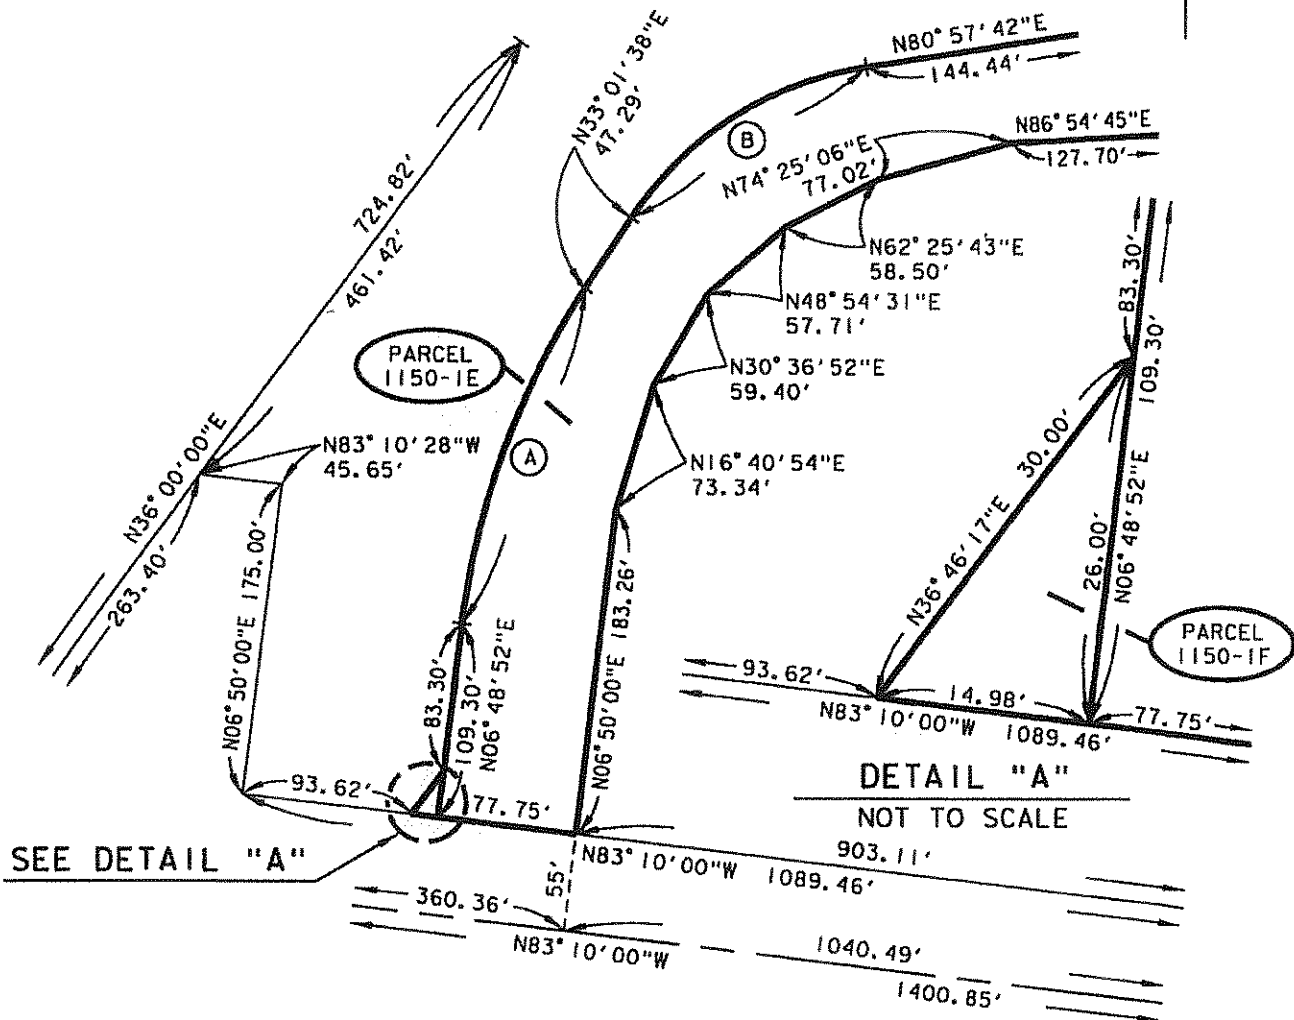 N80°57'42"E
144.44'
N33°01'38"E
47.29'
B
N86°54'45"E
127.70'
N74°25'06"E
77.02'
724.82'
461.42'
N62°25'43"E
58.50'
83.30'
109.30'
N48°54'31"E
57.71'
PARCEL
1150-1E
N30°36'52"E
59.40'
30.00'
N36°00'00"E
263.40'
N83°10'28"W
45.65'
A
N16°40'54"E
73.34'
N36°46'17"E
26.00'
N06°48'52"E
N06°50'00"E 175.00'
83.30'
109.30'
N06°48'52"E
N06°50'00"E 183.26'
PARCEL
1150-1F
93.62'
14.98'
77.75'
N83°10'00"W 1089.46'
DETAIL "A"
NOT TO SCALE
93.62'
77.75'
SEE DETAIL "A"
903.11'
N83°10'00"W 1089.46'
55'
360.36'
N83°10'00"W
1040.49'
1400.85'